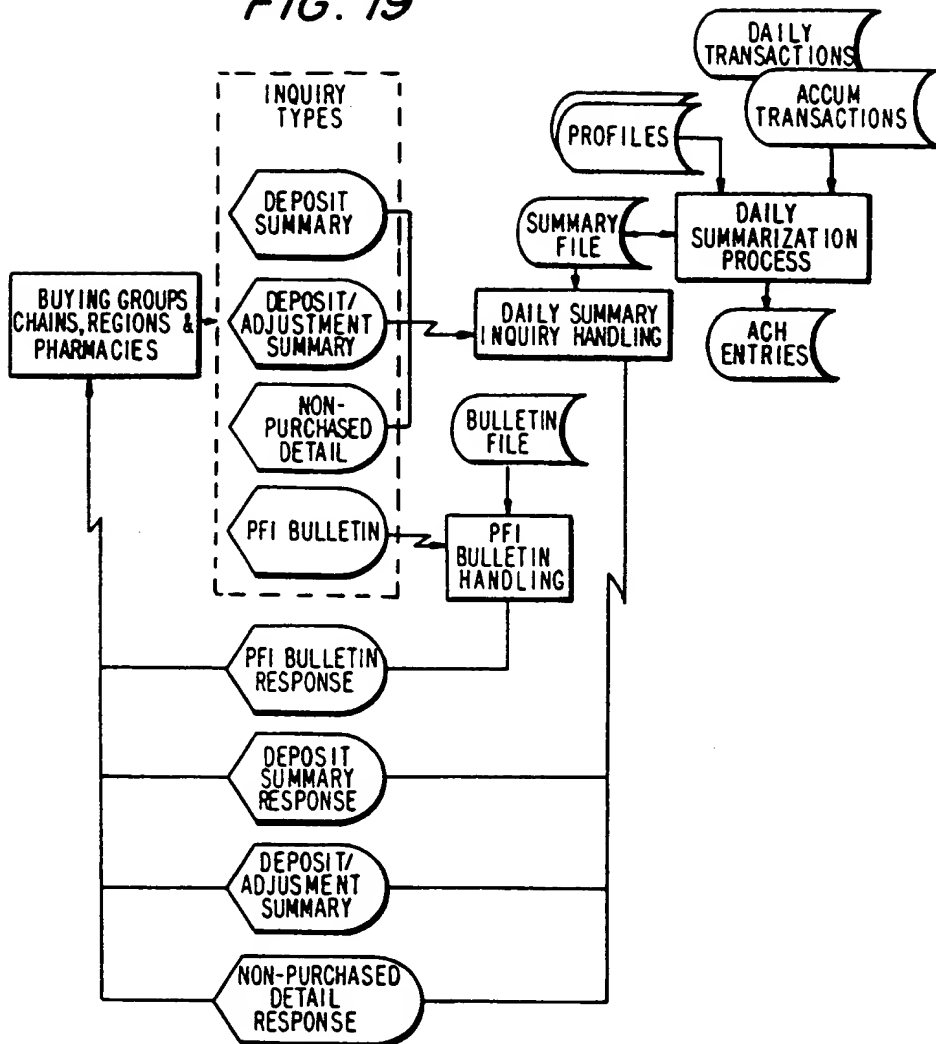 FIG. 19
DAILY
TRANSACTIONS
ACCUM
TRANSACTIONS
INQUIRY
TYPES
PROFILES
DEPOSIT
SUMMARY
SUMMARY
FILE
DAILY
SUMMARIZATION
PROCESS
BUYING GROUPS
CHAINS, REGIONS &
PHARMACIES
DEPOSIT/
ADJUSTMENT
SUMMARY
DAILY SUMMARY
INQUIRY HANDLING
ACH
ENTRIES
NON-
PURCHASED
DETAIL
BULLETIN
FILE
PFI BULLETIN
PFI
BULLETIN
HANDLING
PFI BULLETIN
RESPONSE
DEPOSIT
SUMMARY
RESPONSE
DEPOSIT/
ADJUSMENT
SUMMARY
NON-PURCHASED
DETAIL
RESPONSE